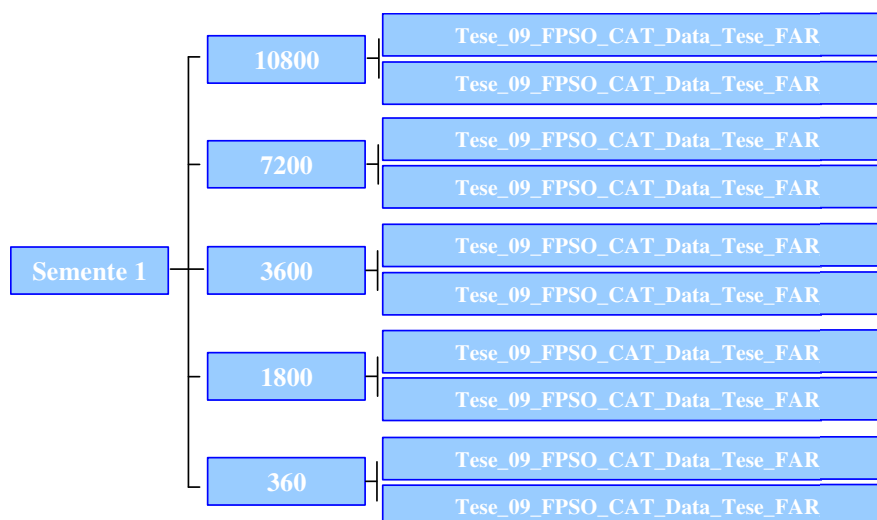 Tese_09_FPSO_CAT_Data_Tese_FAR
10800
Tese_09_FPSO_CAT_Data_Tese_FAR
Tese_09_FPSO_CAT_Data_Tese_FAR
7200
Tese_09_FPSO_CAT_Data_Tese_FAR
Tese_09_FPSO_CAT_Data_Tese_FAR
Semente 1
3600
Tese_09_FPSO_CAT_Data_Tese_FAR
Tese_09_FPSO_CAT_Data_Tese_FAR
1800
Tese_09_FPSO_CAT_Data_Tese_FAR
Tese_09_FPSO_CAT_Data_Tese_FAR
360
Tese_09_FPSO_CAT_Data_Tese_FAR